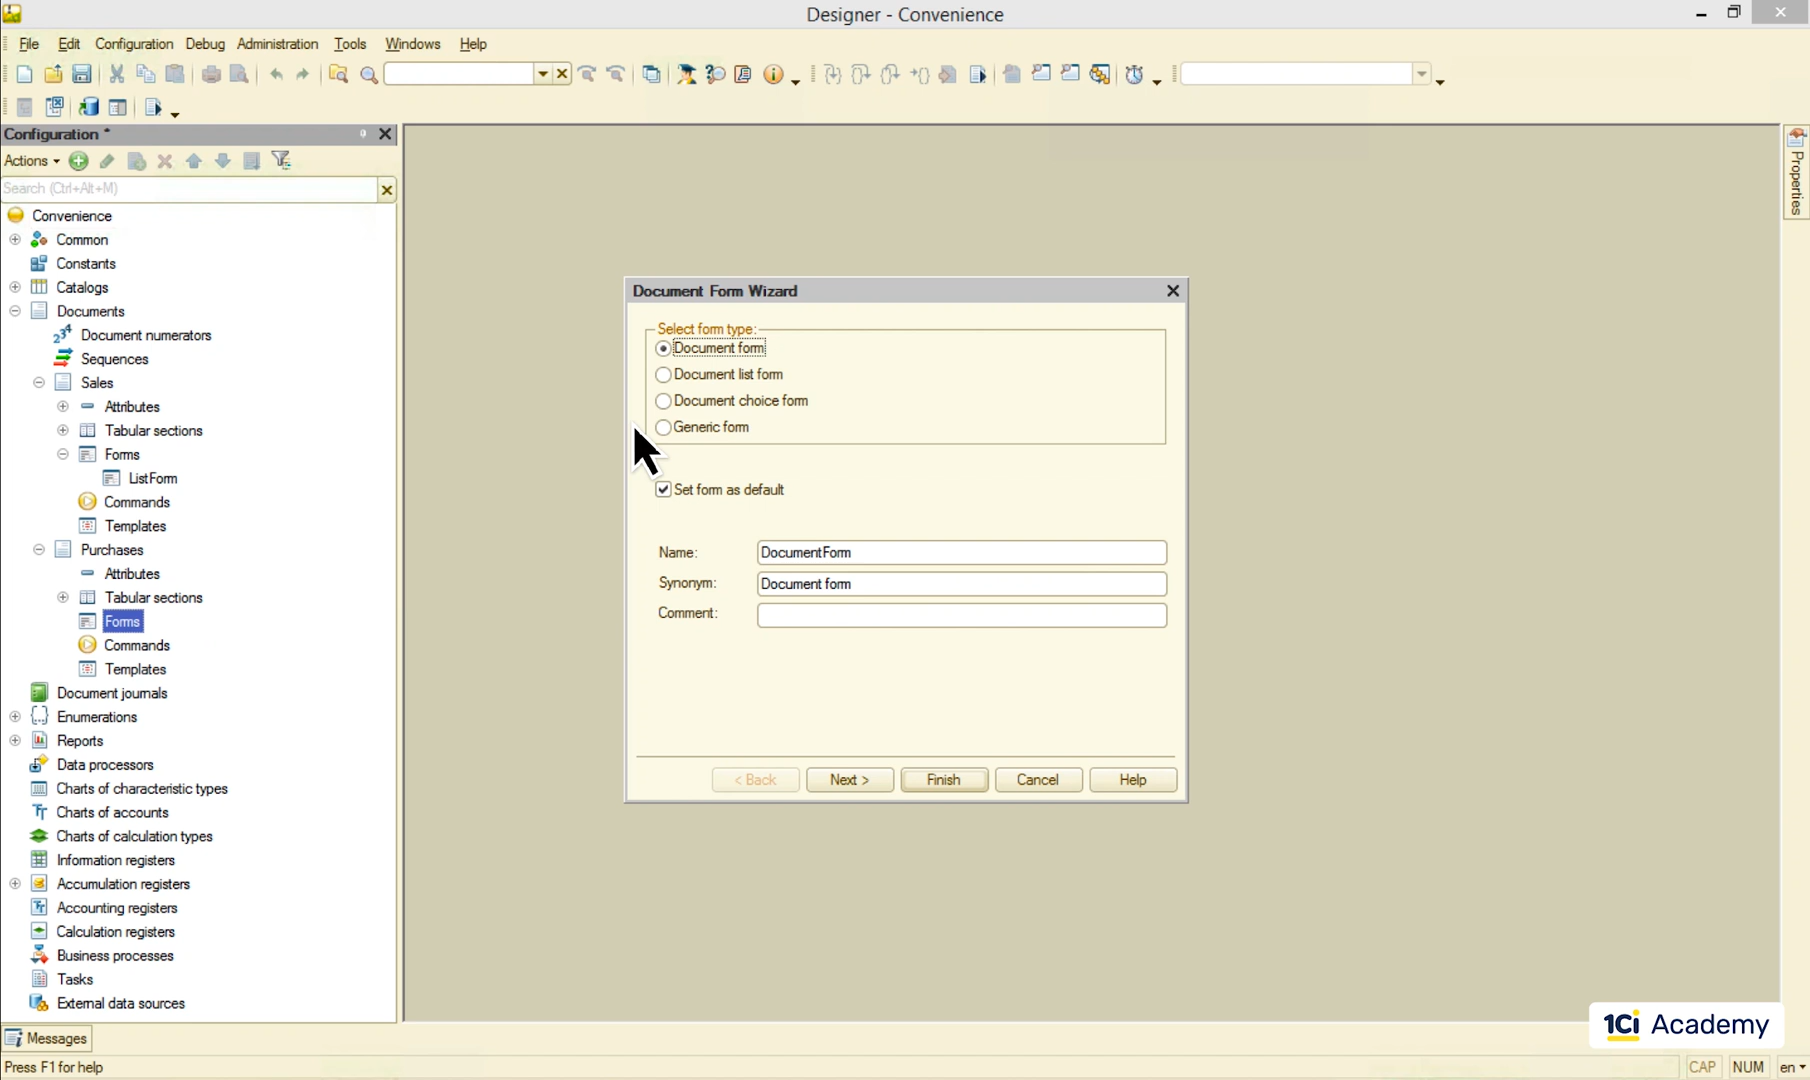 Designer - Convenience
File Edit Configuration Debug Administration Tools Windows Help
Configuration *
Actions
Search (Ctrl+Alt+M)
Convenience
Common
Constants
Catalogs
Documents
Document numerators
Sequences
Sales
Attributes
Tabular sections
Forms
ListForm
Commands
Templates
Purchases
Attributes
Tabular sections
Forms
Commands
Templates
Document journals
Enumerations
Reports
Data processors
Charts of characteristic types
Charts of accounts
Charts of calculation types
Information registers
Accumulation registers
Accounting registers
Calculation registers
Business processes
Tasks
External data sources
Document Form Wizard
Select form type:
Document form
Document list form
Document choice form
Generic form
Set form as default
Name: DocumentForm
Synonym: Document form
Comment:
< Back Next > Finish Cancel Help
Properties
1Ci Academy
Messages
Press F1 for help
CAP NUM en